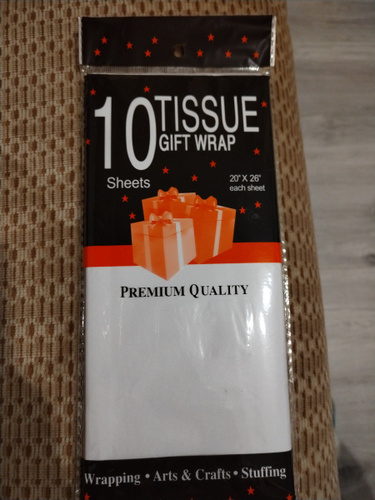 10 TISSUE
GIFT WRAP
Sheets
20" X 26"
each sheet
PREMIUM QUALITY
Wrapping • Arts & Crafts • Stuffing